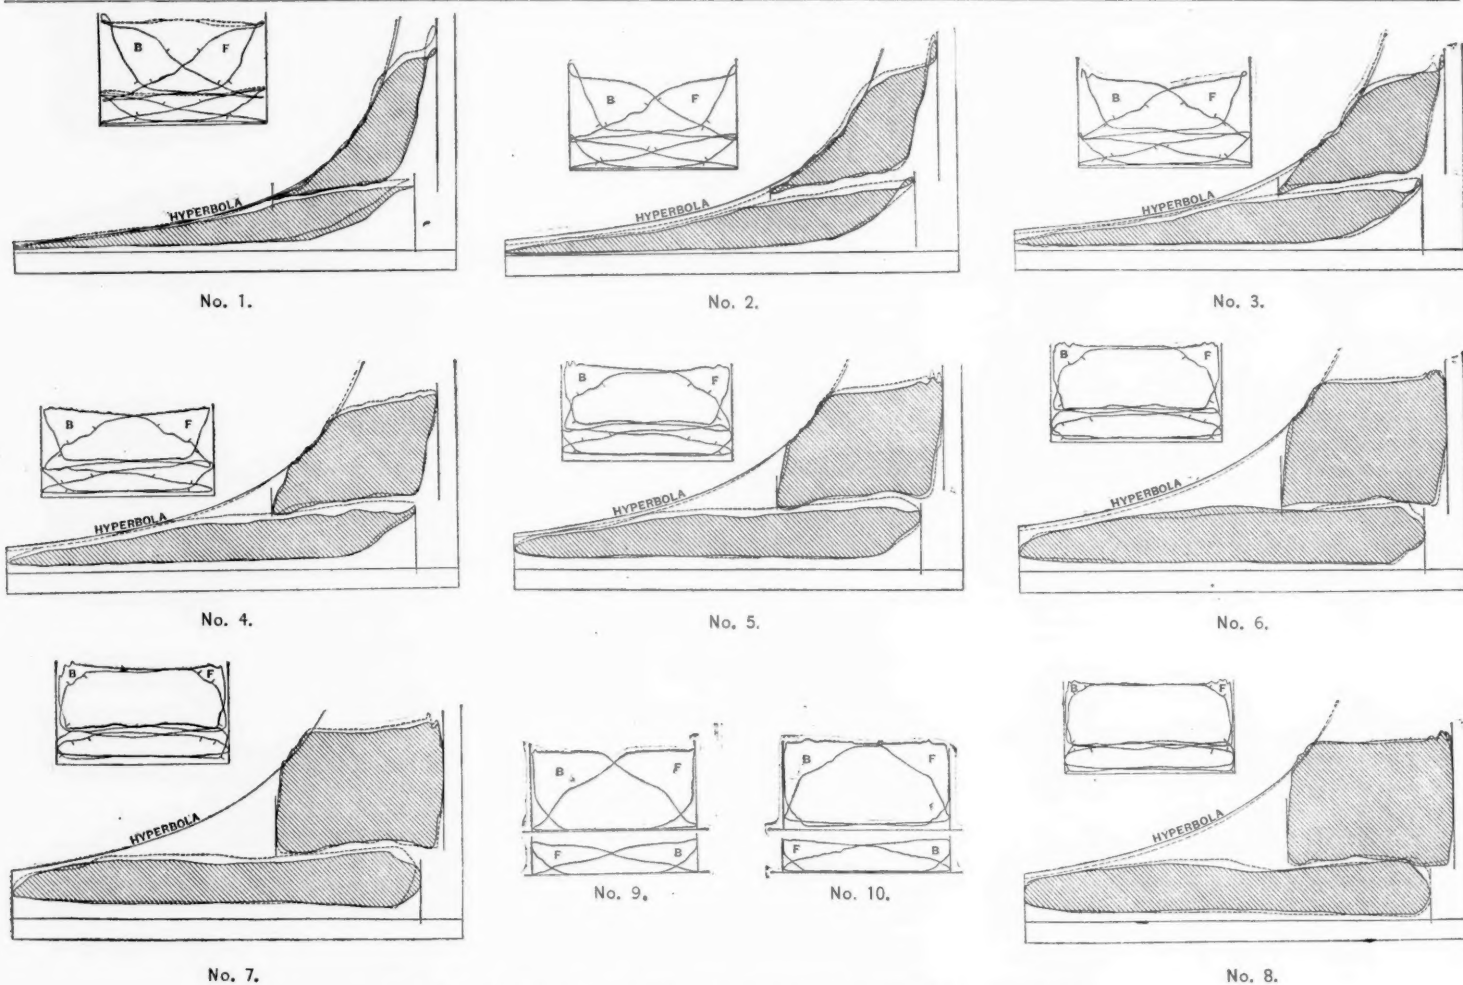 B F
HYPERBOLA
No. 1.
B F
HYPERBOLA
No. 2.
B F
HYPERBOLA
No. 3.
B F
HYPERBOLA
No. 4.
B F
HYPERBOLA
No. 5.
B F
HYPERBOLA
No. 6.
B F
HYPERBOLA
No. 7.
B F
F B
No. 9.
B F
F B
No. 10.
B F
HYPERBOLA
No. 8.